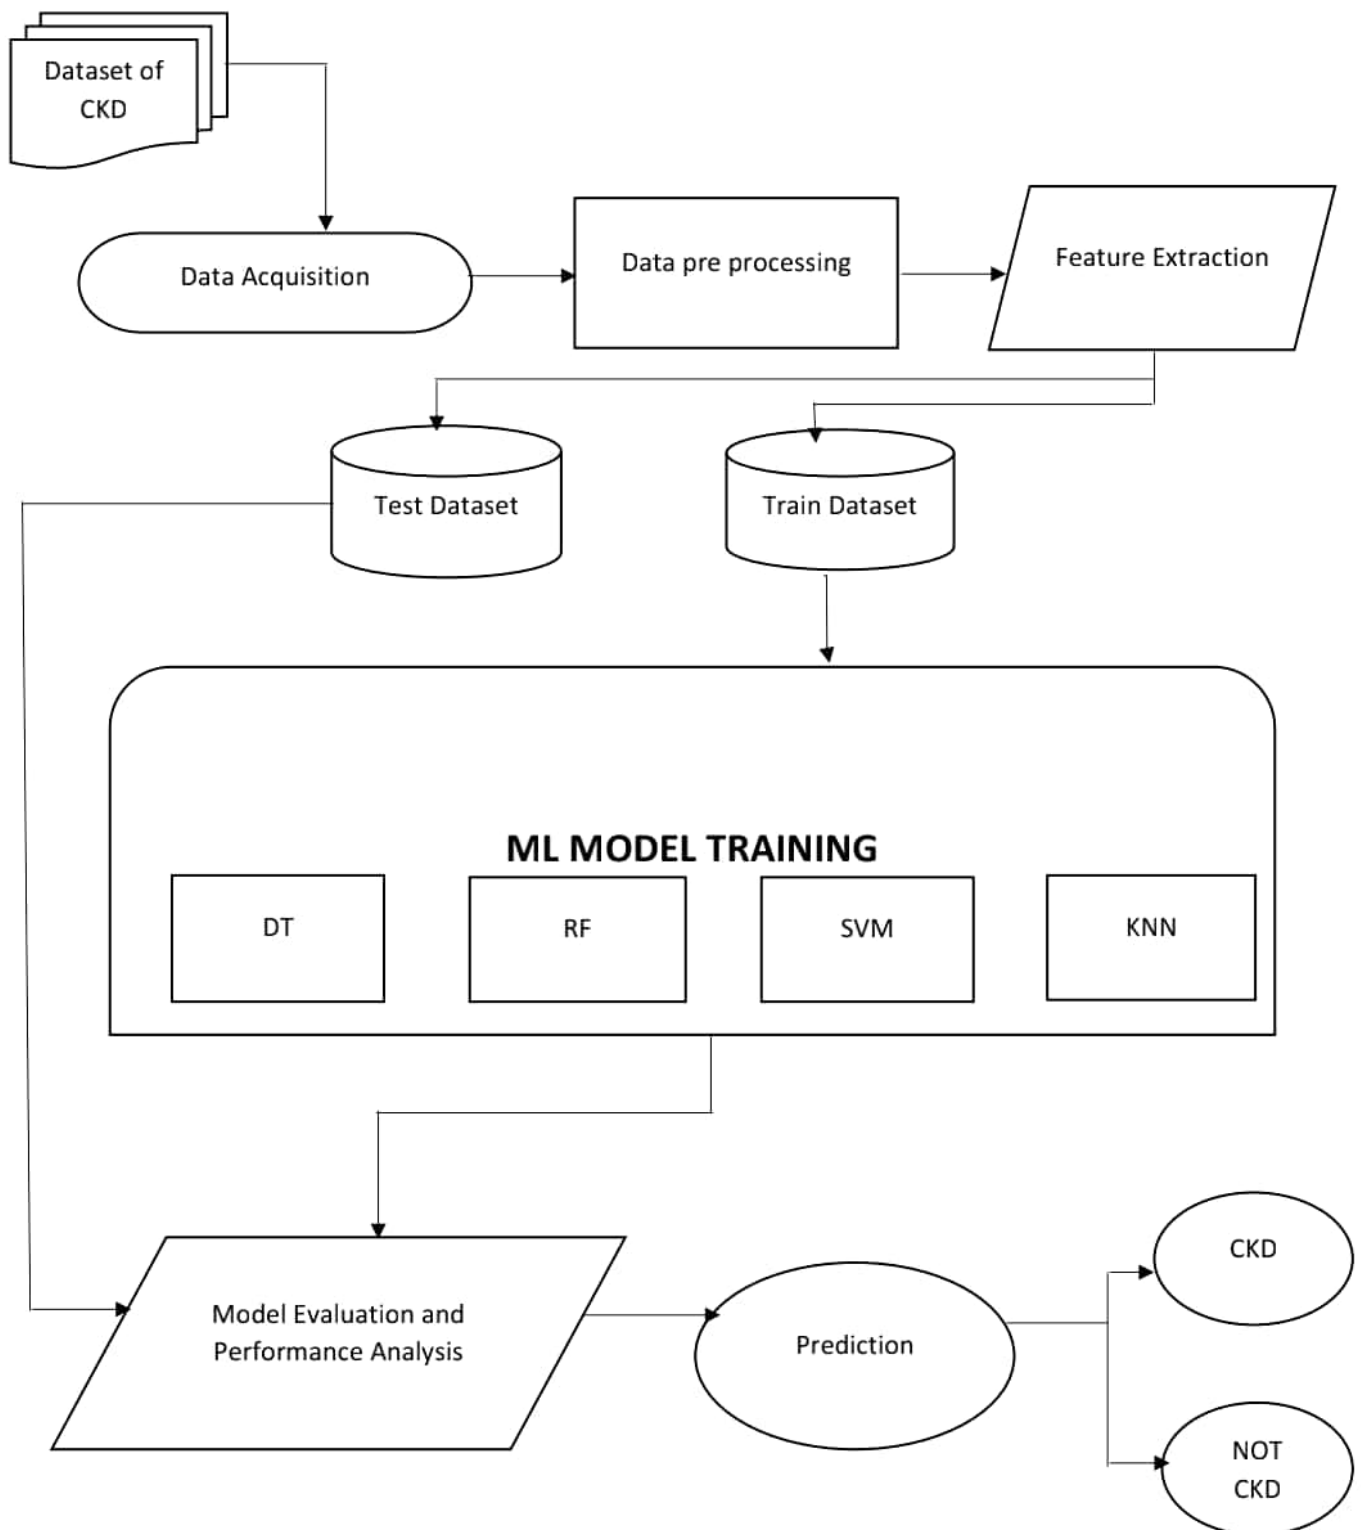 Dataset of
CKD
Data Acquisition
Data pre processing
Feature Extraction
Test Dataset
Train Dataset
ML MODEL TRAINING
DT
RF
SVM
KNN
Model Evaluation and
Performance Analysis
Prediction
CKD
NOT
CKD